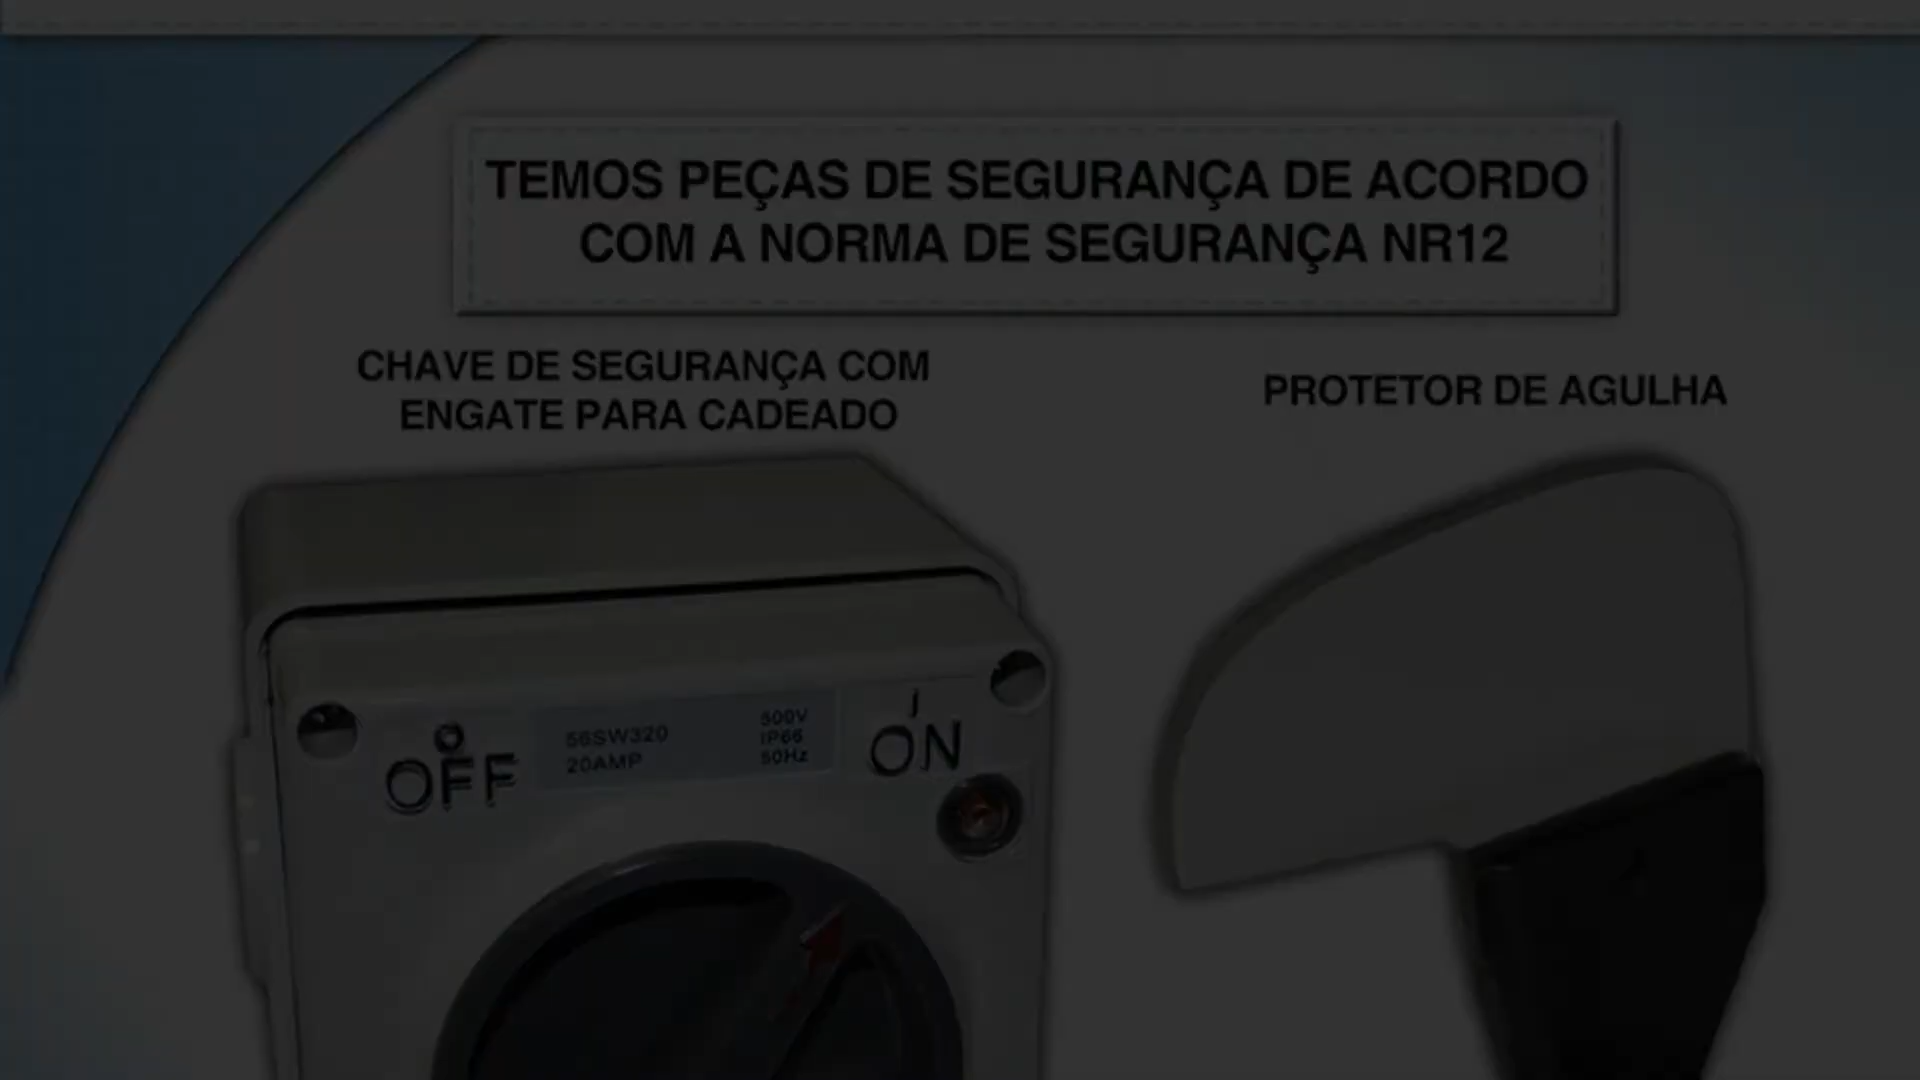 TEMOS PEÇAS DE SEGURANÇA DE ACORDO
COM A NORMA DE SEGURANÇA NR12
CHAVE DE SEGURANÇA COM
ENGATE PARA CADEADO
PROTETOR DE AGULHA
O
OFF
56SW320
20AMP
500V
IP66
50Hz
I
ON